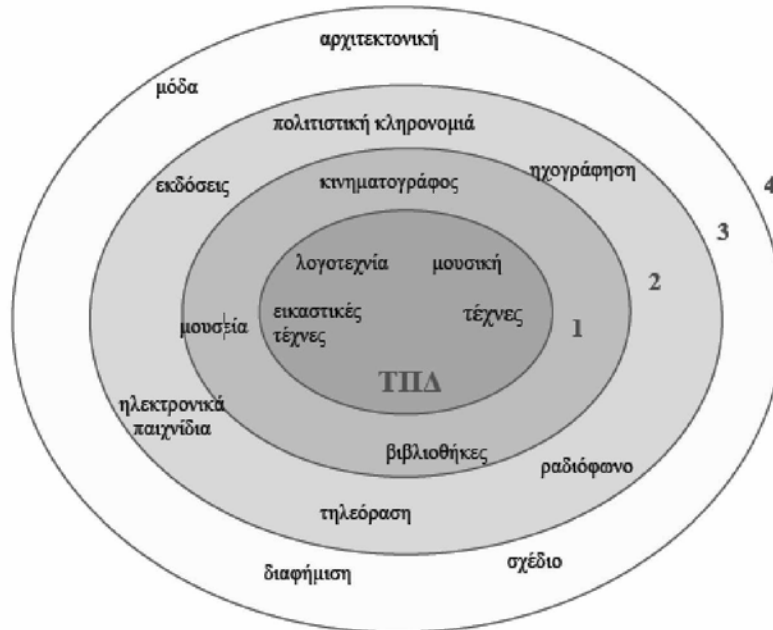 αρχιτεκτονική
μόδα
πολιτιστική κληρονομιά
εκδόσεις
κινηματογράφος
ηχογράφηση
4
3
λογοτεχνία
μουσική
2
εικαστικές
τέχνες
τέχνες
μουσεία
1
ΤΠΔ
ηλεκτρονικά
παιχνίδια
βιβλιοθήκες
ραδιόφωνο
τηλεόραση
σχέδιο
διαφήμιση